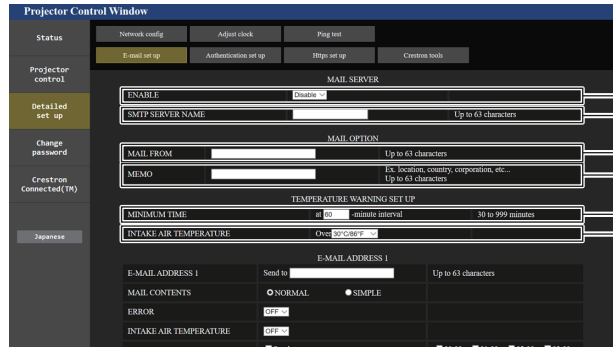 Projector Control Window
Status
Network config Adjust clock Ping test
E-mail set up Authentication set up Https set up Crestron tools
Projector
control
Detailed
set up
Change
password
Crestron
Connected(TM)
Japanese
MAIL SERVER
ENABLE Disable
SMTP SERVER NAME Up to 63 characters
MAIL OPTION
MAIL FROM Up to 63 characters
MEMO Ex. location, country, corporation, etc...
Up to 63 characters
TEMPERATURE WARNING SET UP
MINIMUM TIME at 60 -minute interval 30 to 999 minutes
INTAKE AIR TEMPERATURE Over 30°C/86°F
E-MAIL ADDRESS 1
E-MAIL ADDRESS 1 Send to Up to 63 characters
MAIL CONTENTS NORMAL SIMPLE
ERROR OFF
INTAKE AIR TEMPERATURE OFF